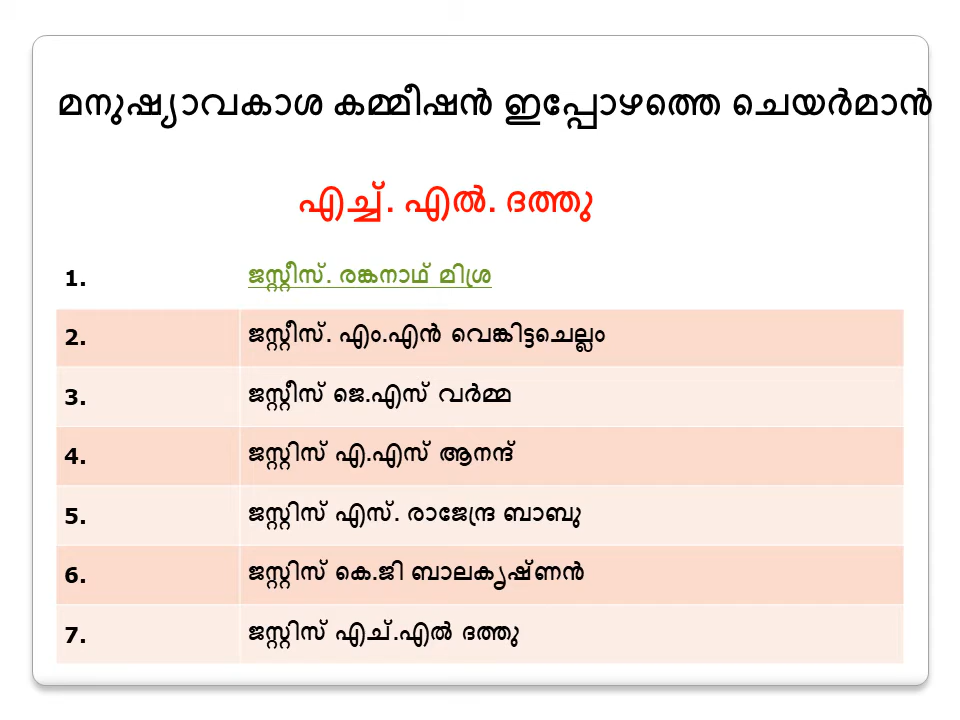 മനുഷ്യാവകാശ കമ്മീഷൻ ഇപ്പോഴത്തെ ചെയർമാൻ
എച്ച്. എൽ. ദത്തു
1. ജസ്റ്റീസ്. രങ്കനാഥ് മിശ്ര
2. ജസ്റ്റീസ്. എം.എൻ വെങ്കിട്ടചെല്ലം
3. ജസ്റ്റീസ് ജെ.എസ് വർമ്മ
4. ജസ്റ്റിസ് എ.എസ് ആനന്ദ്
5. ജസ്റ്റിസ് എസ്. രാജേന്ദ്ര ബാബു
6. ജസ്റ്റിസ് കെ.ജി ബാലകൃഷ്ണൻ
7. ജസ്റ്റിസ് എച്.എൽ ദത്തു